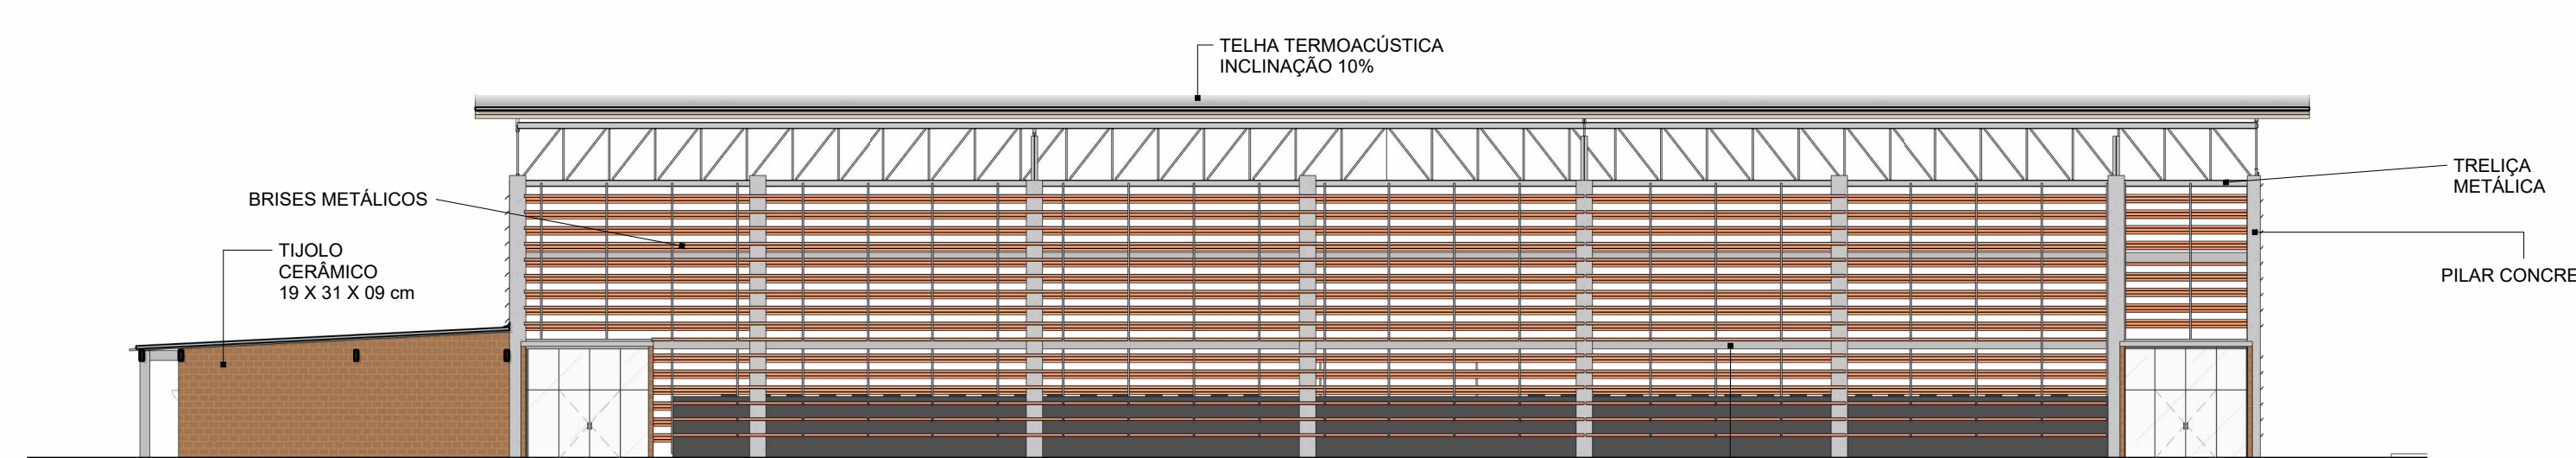 TELHA TERMOACÚSTICA
INCLINAÇÃO 10%
BRISES METÁLICOS
TRELIÇA
METÁLICA
TIJOLO
CERÂMICO
19 X 31 X 09 cm
PILAR CONCRE